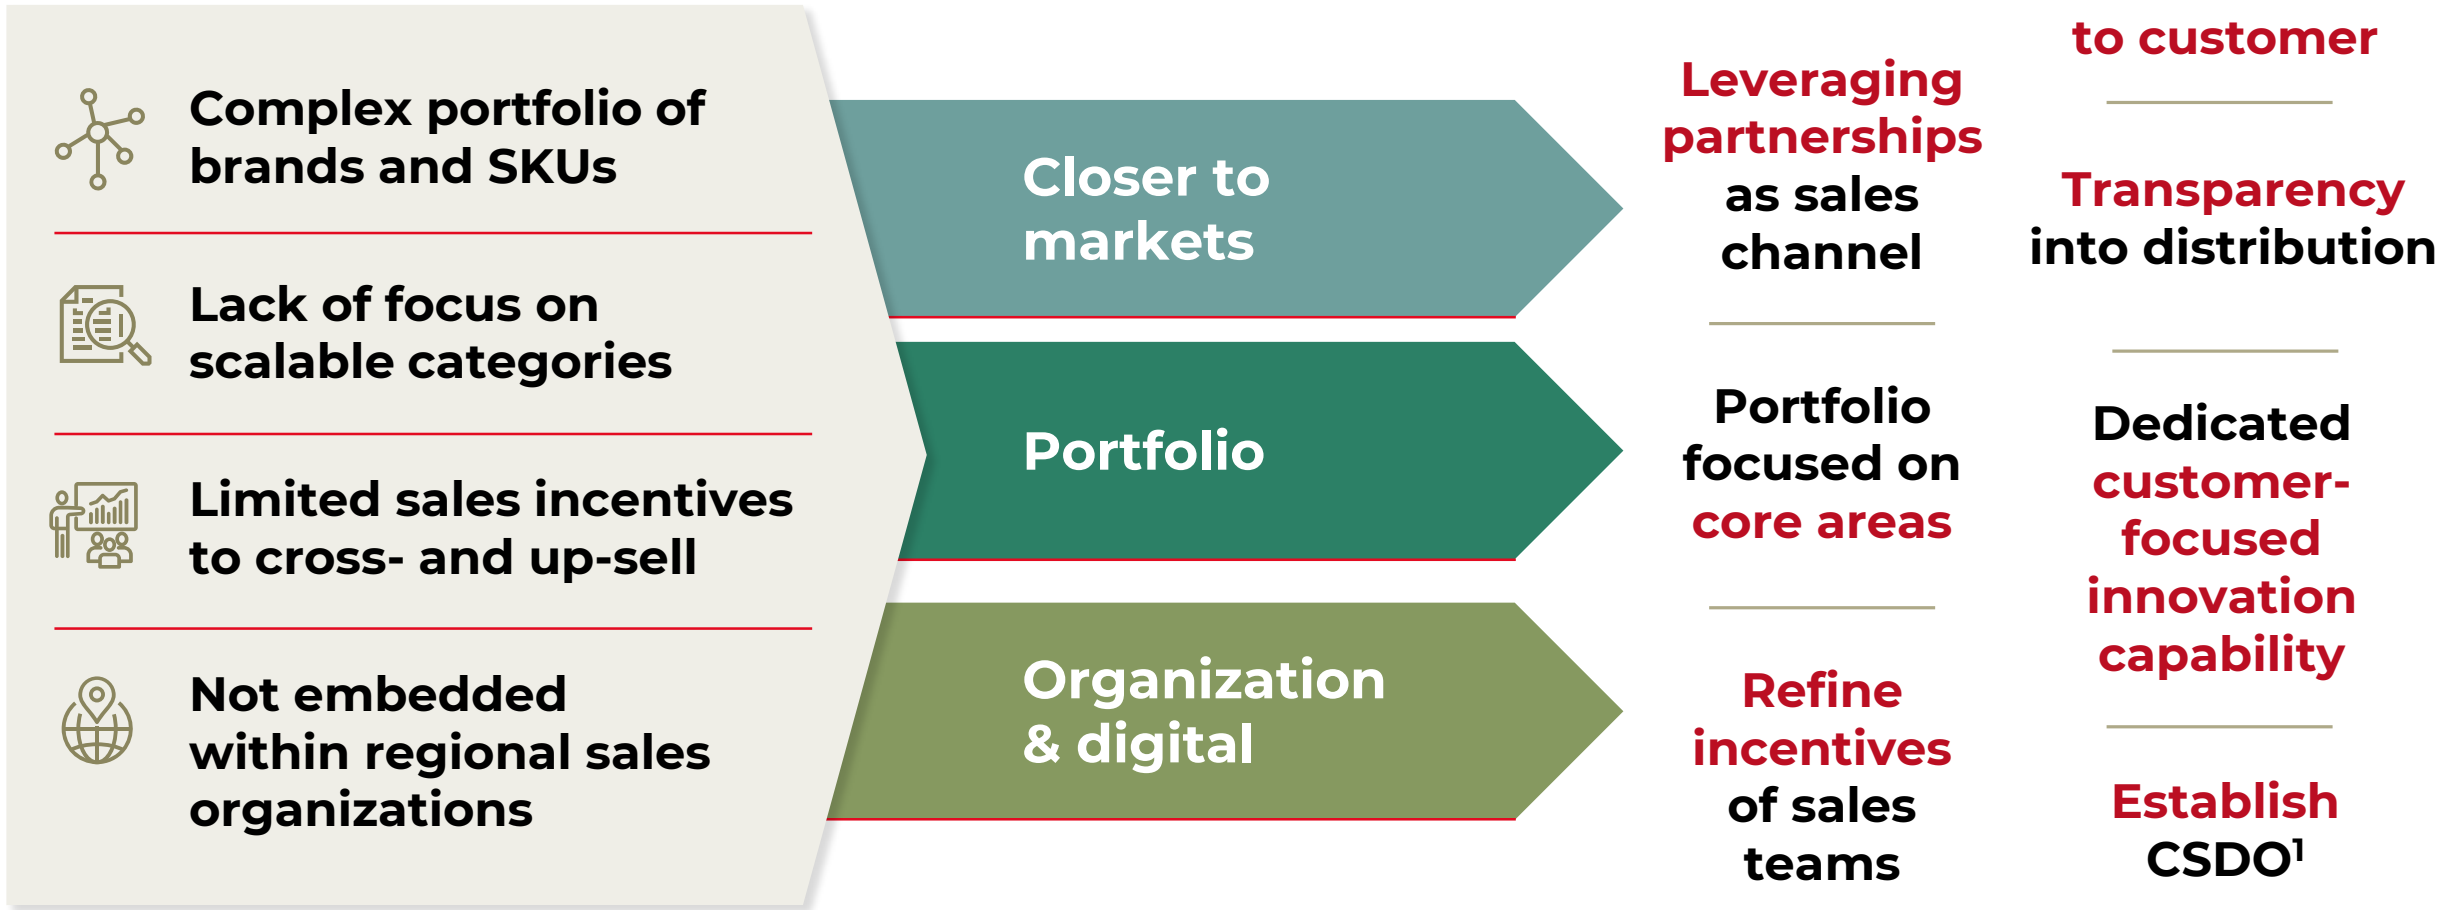 Complex portfolio of
brands and SKUs
Lack of focus on
scalable categories
Limited sales incentives
to cross- and up-sell
Not embedded
within regional sales
organizations
Closer to
markets
Portfolio
Organization
& digital
Leveraging
partnerships
as sales
channel
Portfolio
focused on
core areas
Refine
incentives
of sales
teams
to customer
Transparency
into distribution
Dedicated
customer-
focused
innovation
capability
Establish
CSDO¹